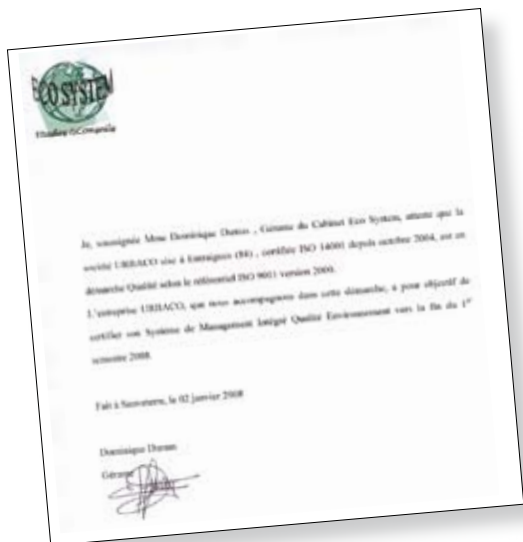 ECO SYSTEM
Je, soussignée Mme Dominique , Gérante du Cabinet Eco System, atteste que la
société URBACO sise à Entraigues (84) , certifiée ISO 14001 depuis octobre 2004, est en
démarche Qualité selon le référentiel ISO 9001 version 2000.
L'entreprise URBACO, que nous accompagnons dans cette démarche, a pour objectif de
certifier son Système de Management Intégré Qualité Environnement vers la fin du 1er
semestre 2008.
Fait à , le 02 janvier 2008
Dominique
Gérante